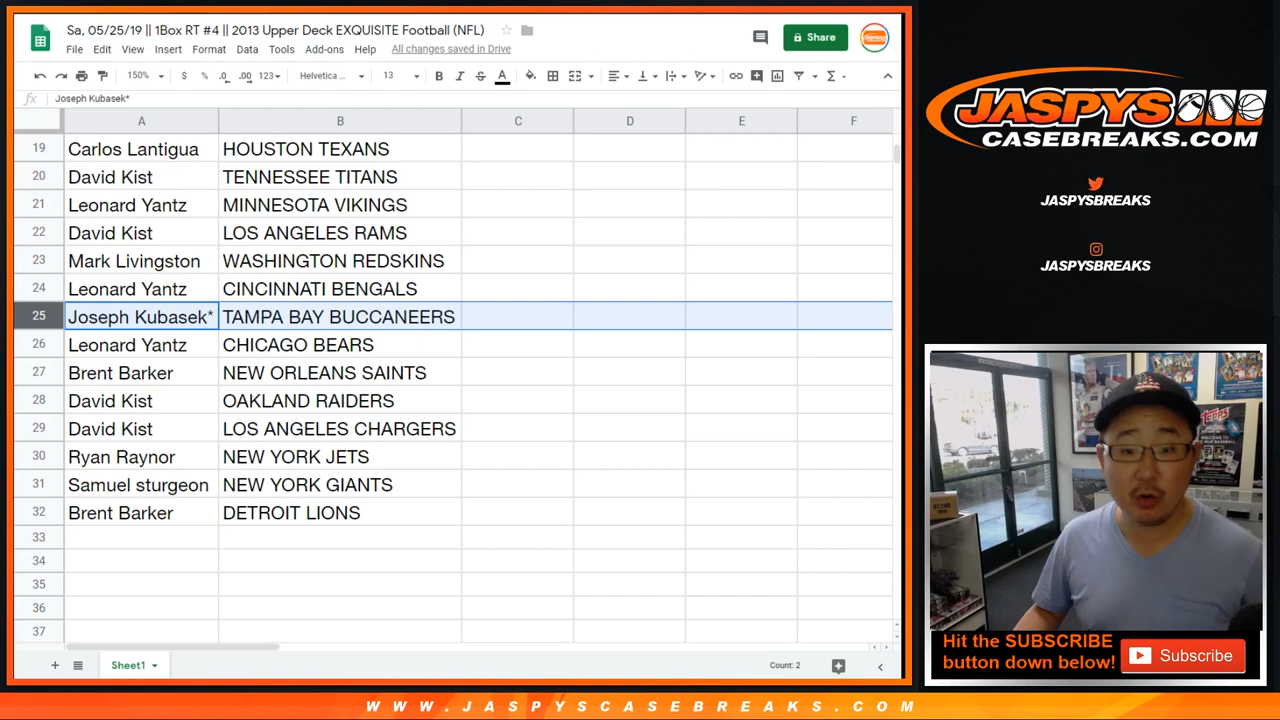 Sa, 05/25/19 || 1Box RT #4 || 2013 Upper Deck EXQUISITE Football (NFL)
File Edit View Insert Format Data Tools Add-ons Help All changes saved in Drive
Share
150% $ % .0 .00 123 Helvetica ... 13 B I S A
fx Joseph Kubasek*
A B C D E F
19 Carlos Lantigua HOUSTON TEXANS
20 David Kist TENNESSEE TITANS
21 Leonard Yantz MINNESOTA VIKINGS
22 David Kist LOS ANGELES RAMS
23 Mark Livingston WASHINGTON REDSKINS
24 Leonard Yantz CINCINNATI BENGALS
25 Joseph Kubasek* TAMPA BAY BUCCANEERS
26 Leonard Yantz CHICAGO BEARS
27 Brent Barker NEW ORLEANS SAINTS
28 David Kist OAKLAND RAIDERS
29 David Kist LOS ANGELES CHARGERS
30 Ryan Raynor NEW YORK JETS
31 Samuel sturgeon NEW YORK GIANTS
32 Brent Barker DETROIT LIONS
33
34
35
36
37
Sheet1
Count: 2
JASPYS
CASEBREAKS.COM
JASPYSBREAKS
JASPYSBREAKS
TOPPS
Hit the SUBSCRIBE
button down below!
Subscribe
WWW.JASPYSCASEBREAKS.COM